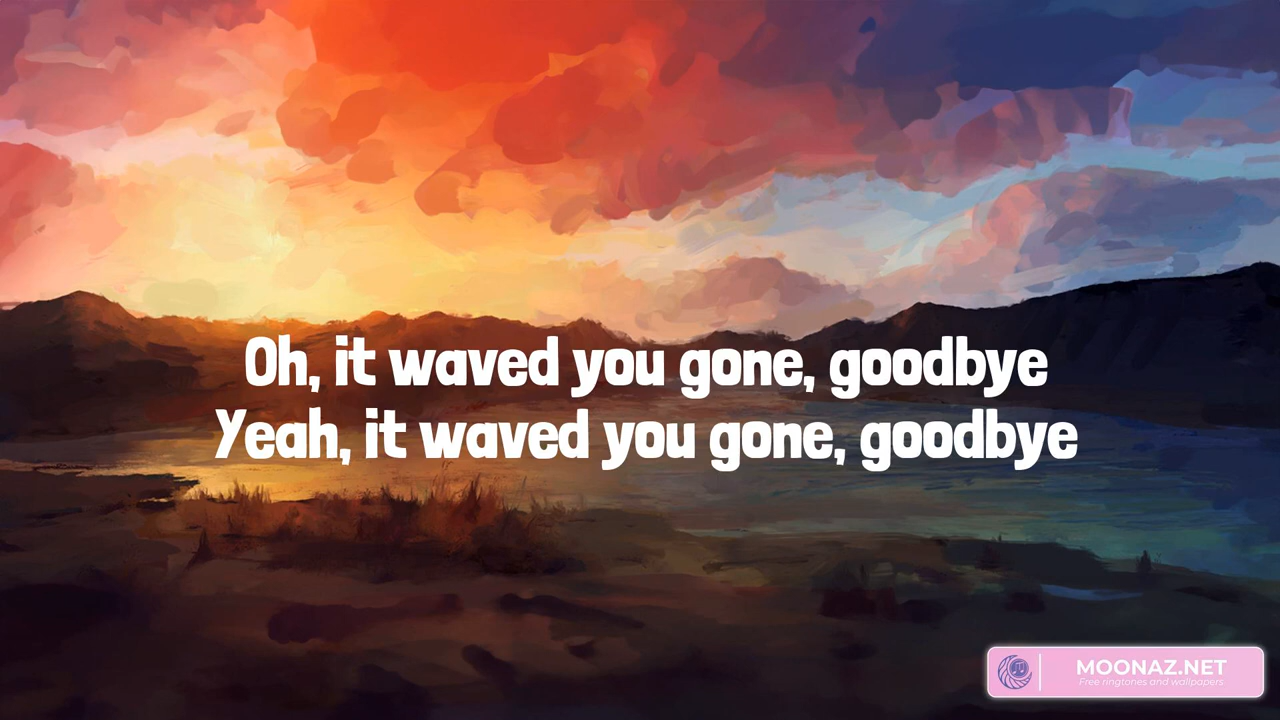 Oh, it waved you gone, goodbye
Yeah, it waved you gone, goodbye
MOONAZ.NET
Free ringtones and wallpapers